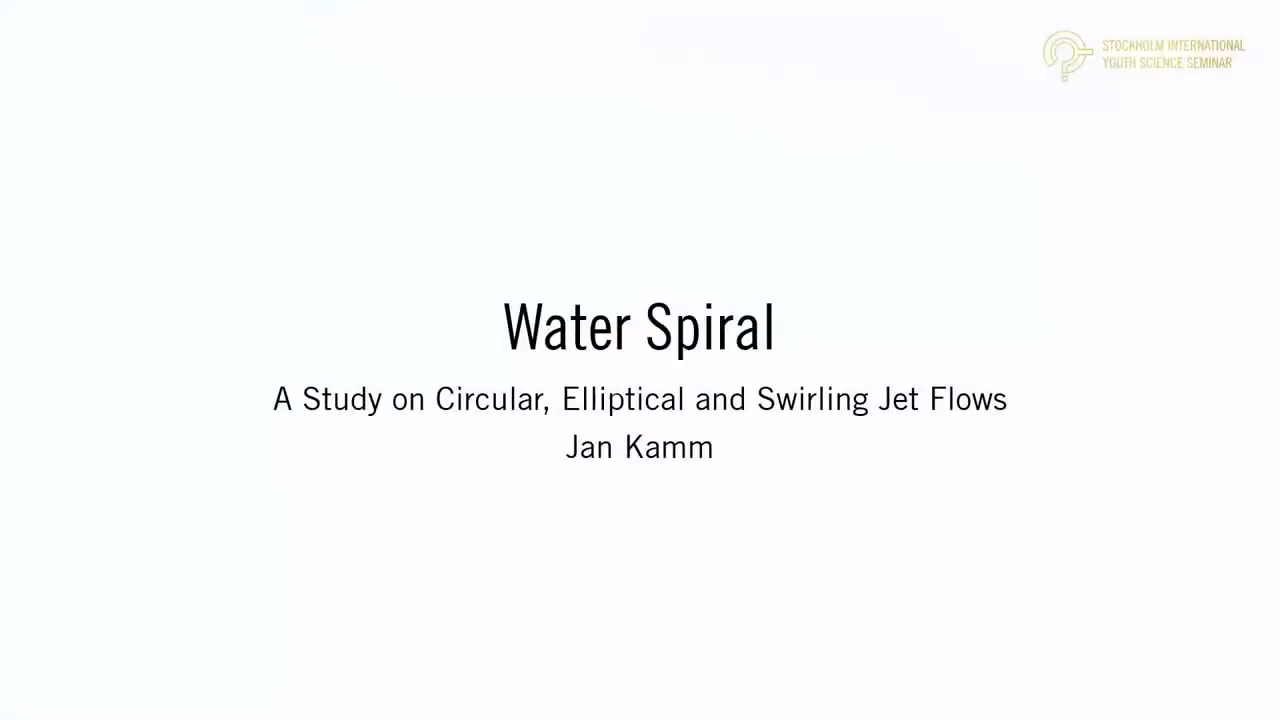 STOCKHOLM INTERNATIONAL
YOUTH SCIENCE SEMINAR
Water Spiral
A Study on Circular, Elliptical and Swirling Jet Flows
Jan Kamm